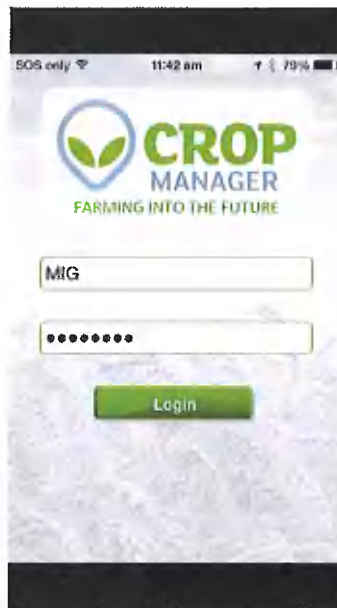 SOS only 11:42 am 79%
CROP
MANAGER
FARMING INTO THE FUTURE
MIG
••••••••
Login